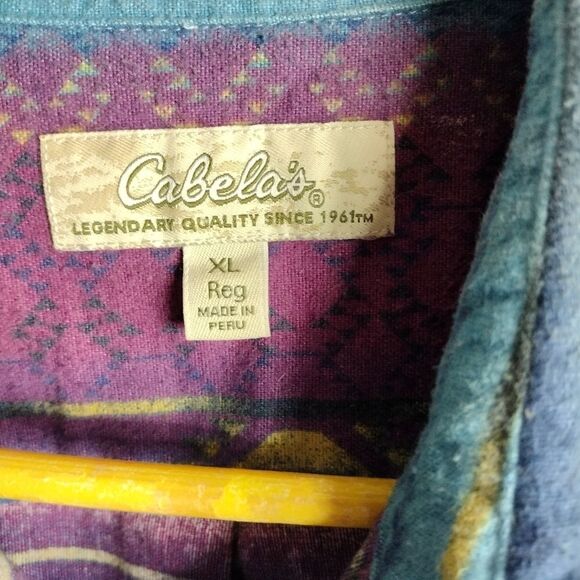 Cabela's®
LEGENDARY QUALITY SINCE 1961TM
XL
Reg
MADE IN
PERU